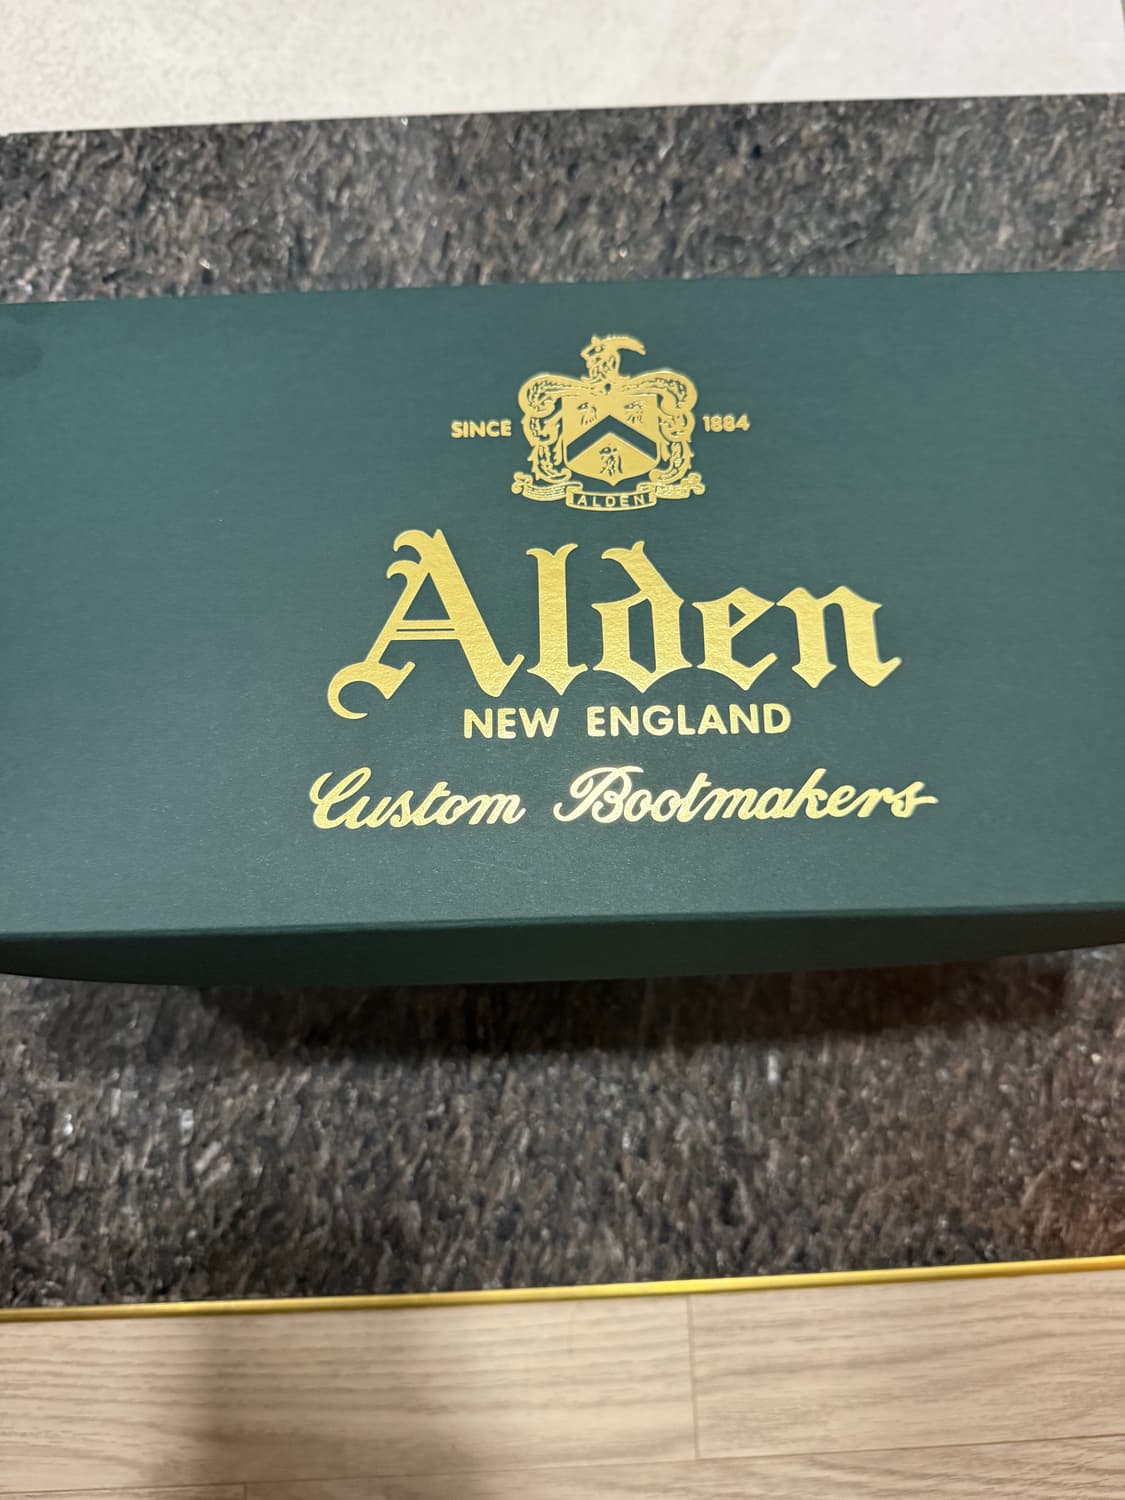 SINCE 1884
ALDEN
Alden
NEW ENGLAND
Custom Bootmakers